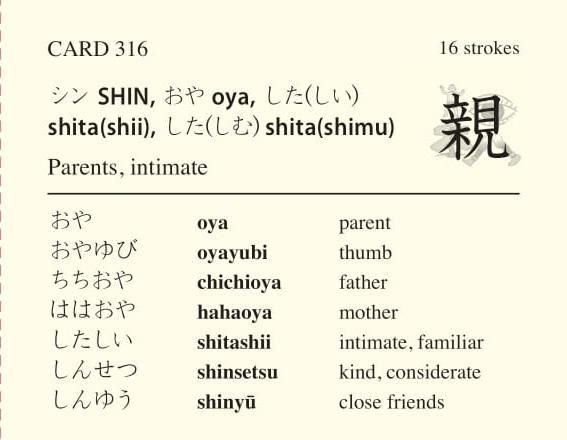 CARD 316 16 strokes
シン SHIN, おや oya, した(しい)
shita(shii), した(しむ) shita(shimu)
親
Parents, intimate
おや oya parent
おやゆび oyayubi thumb
ちちおや chichioya father
ははおや hahaoya mother
したしい shitashii intimate, familiar
しんせつ shinsetsu kind, considerate
しんゆう shinyū close friends